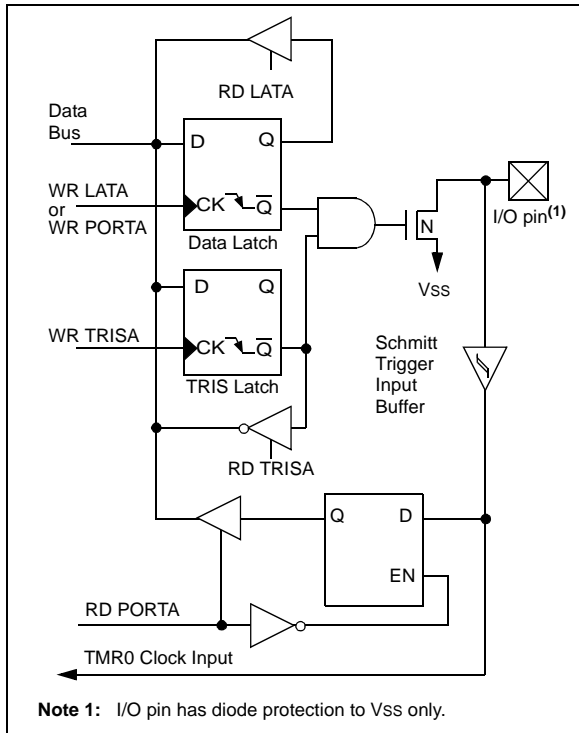 RD LATA
Data
Bus
D Q
WR LATA
or
WR PORTA
CK Q
Data Latch
N
I/O pin(1)
VSS
D Q
WR TRISA
CK Q
TRIS Latch
Schmitt
Trigger
Input
Buffer
RD TRISA
Q D
EN
RD PORTA
TMR0 Clock Input
Note 1: I/O pin has diode protection to VSS only.